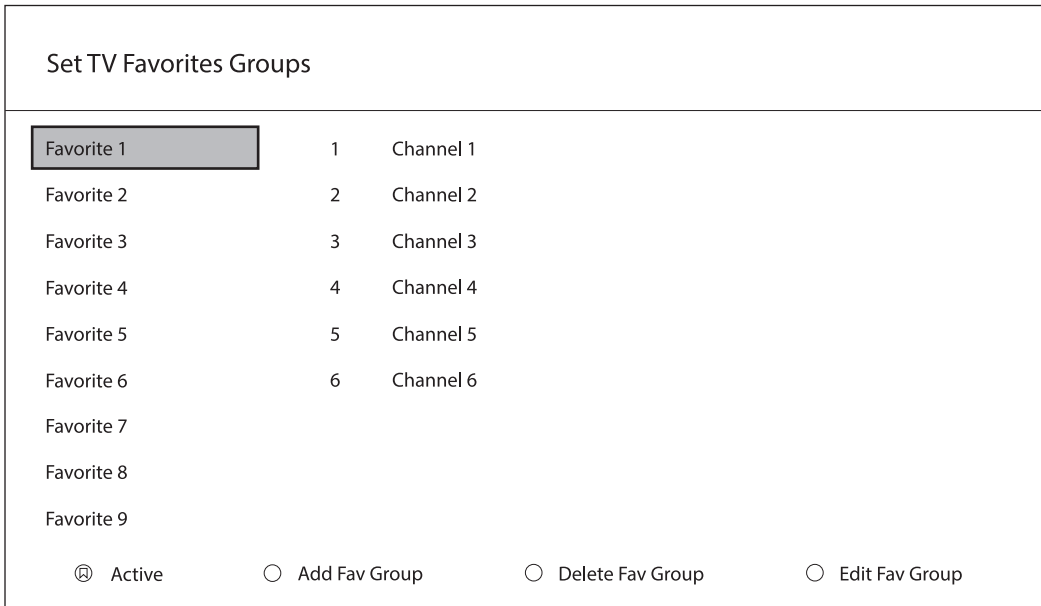 Set TV Favorites Groups
Favorite 1 1 Channel 1
Favorite 2 2 Channel 2
Favorite 3 3 Channel 3
Favorite 4 4 Channel 4
Favorite 5 5 Channel 5
Favorite 6 6 Channel 6
Favorite 7
Favorite 8
Favorite 9
Active Add Fav Group Delete Fav Group Edit Fav Group